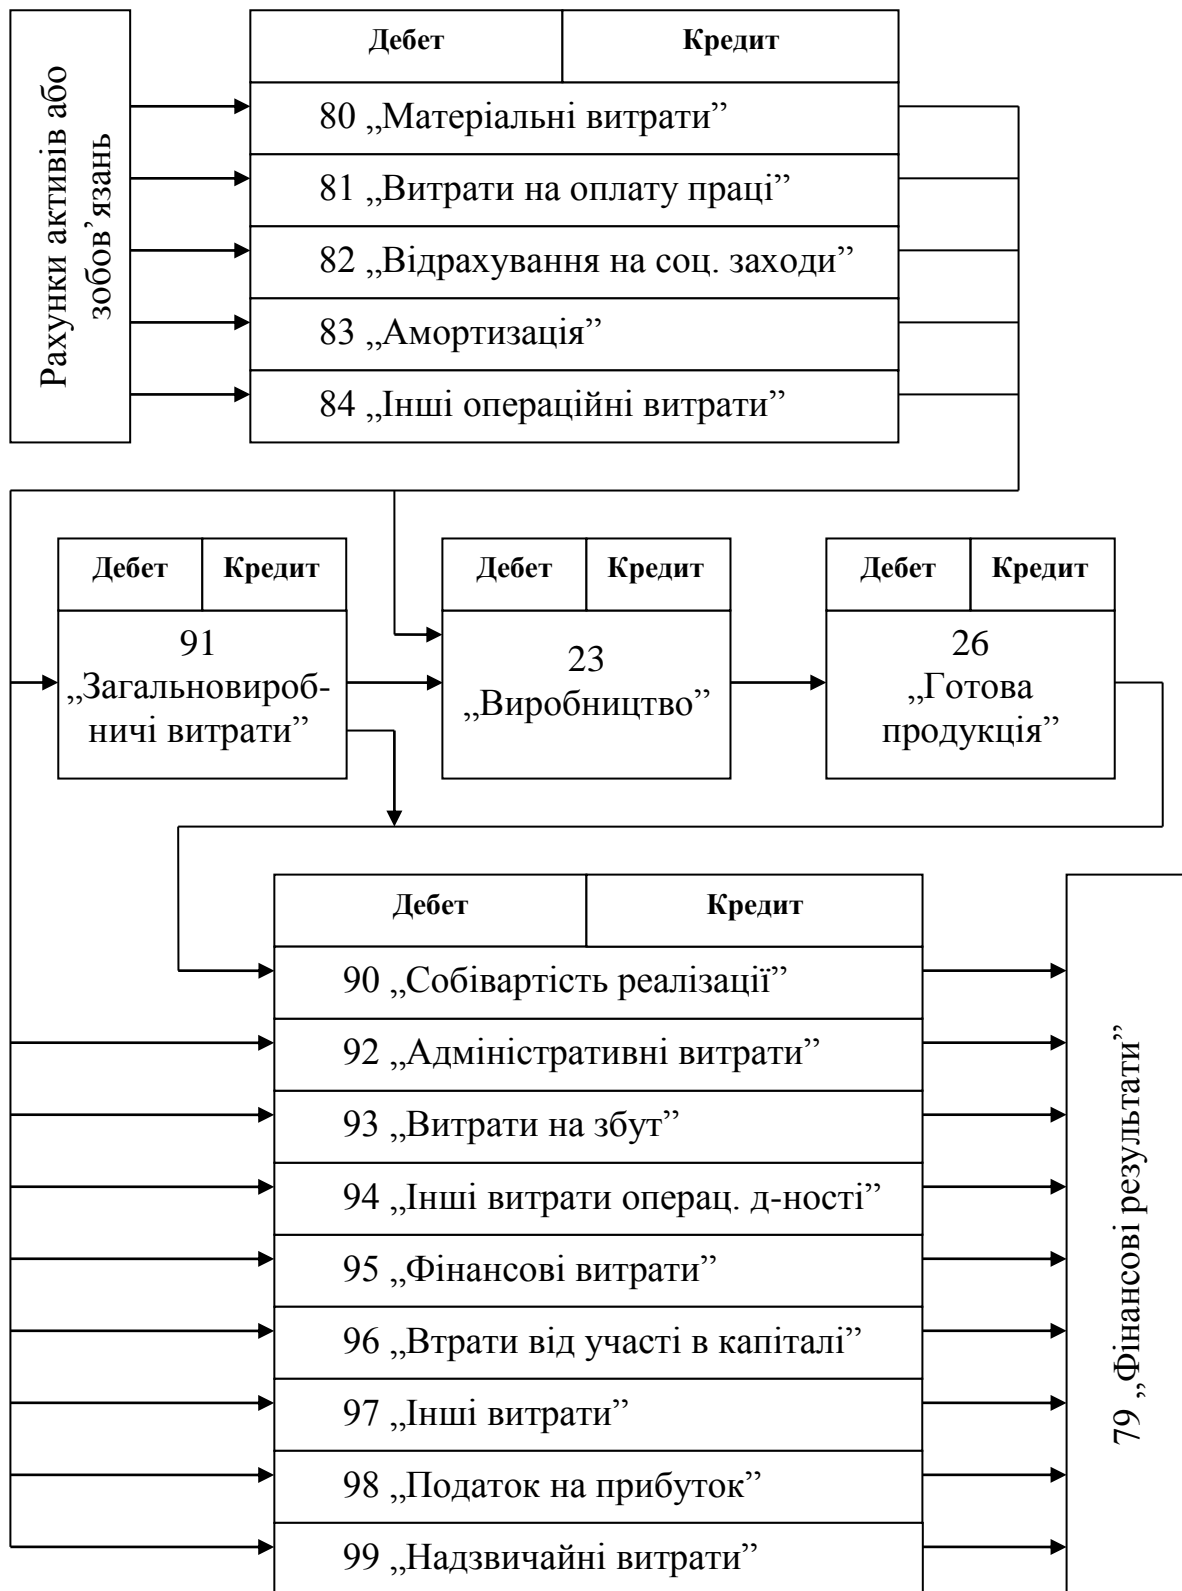 Рахунки активів або
зобов’язань
Дебет Кредит
80 „Матеріальні витрати”
81 „Витрати на оплату праці”
82 „Відрахування на соц. заходи”
83 „Амортизація”
84 „Інші операційні витрати”
Дебет Кредит
91
„Загальновироб-
ничі витрати”
Дебет Кредит
23
„Виробництво”
Дебет Кредит
26
„Готова
продукція”
Дебет Кредит
90 „Собівартість реалізації”
92 „Адміністративні витрати”
93 „Витрати на збут”
94 „Інші витрати операц. д-ності”
95 „Фінансові витрати”
96 „Втрати від участі в капіталі”
97 „Інші витрати”
98 „Податок на прибуток”
99 „Надзвичайні витрати”
79 „Фінансові результати”